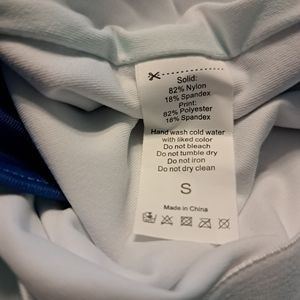 Solid:
82% Nylon
18% Spandex
Print:
82% Polyester
18% Spandex
Hand wash cold water
with liked color
Do not bleach
Do not tumble dry
Do not iron
Do not dry clean
S
Made in China